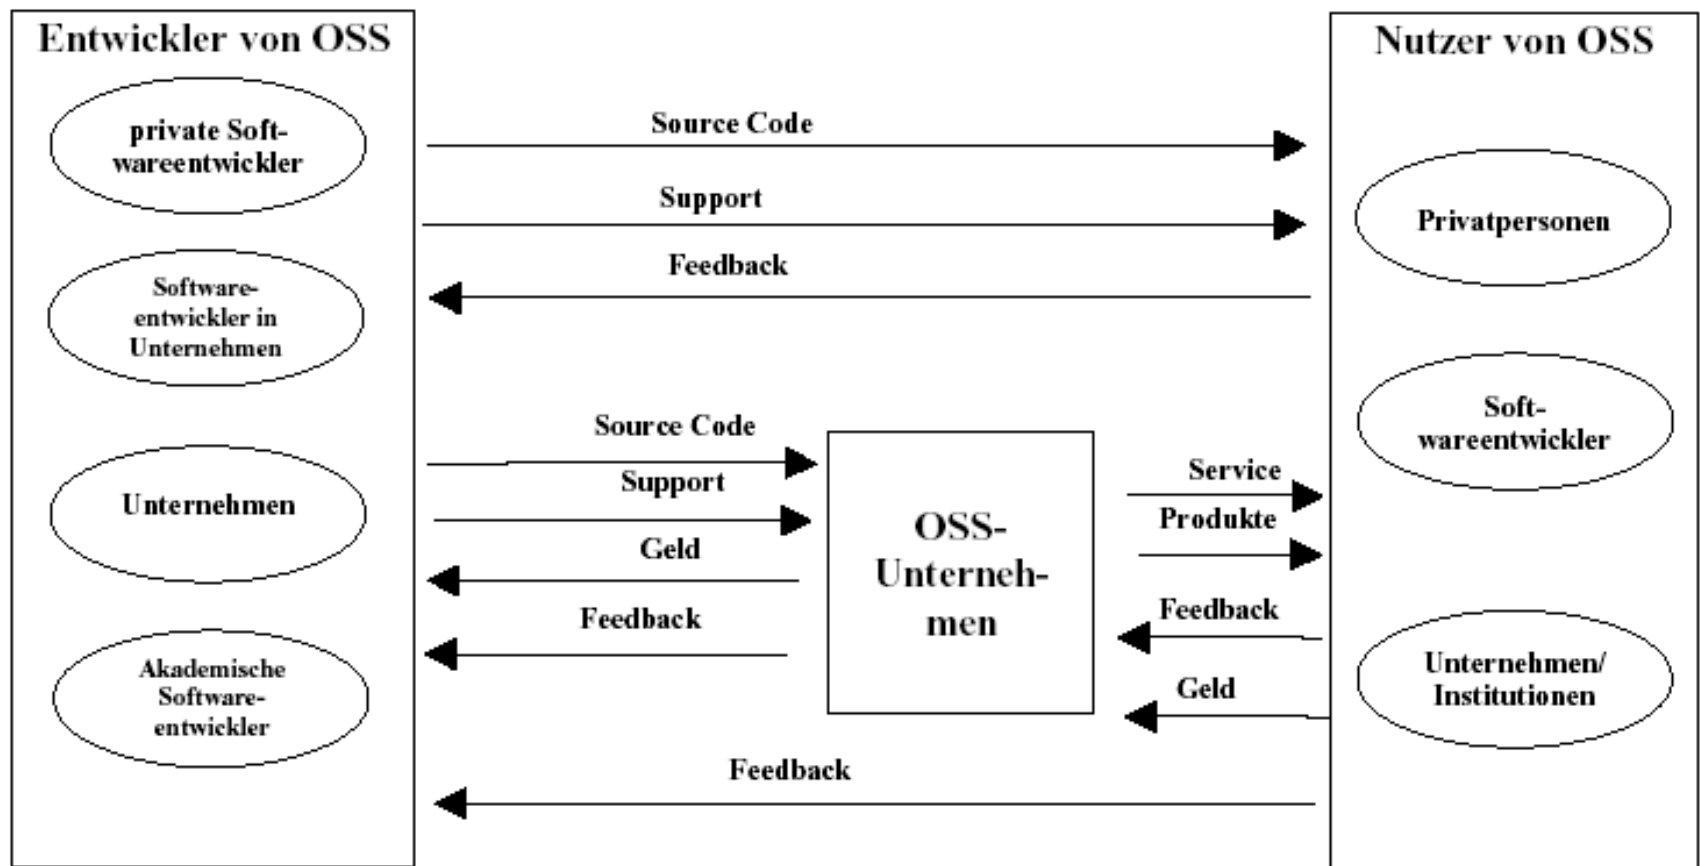 Entwickler von OSS
private Soft-
wareentwickler
Software-
entwickler in
Unternehmen
Unternehmen
Akademische
Software-
entwickler
Source Code
Support
Feedback
Source Code
Support
Geld
Feedback
OSS-
Unterneh-
men
Service
Produkte
Feedback
Geld
Feedback
Nutzer von OSS
Privatpersonen
Soft-
wareentwickler
Unternehmen/
Institutionen